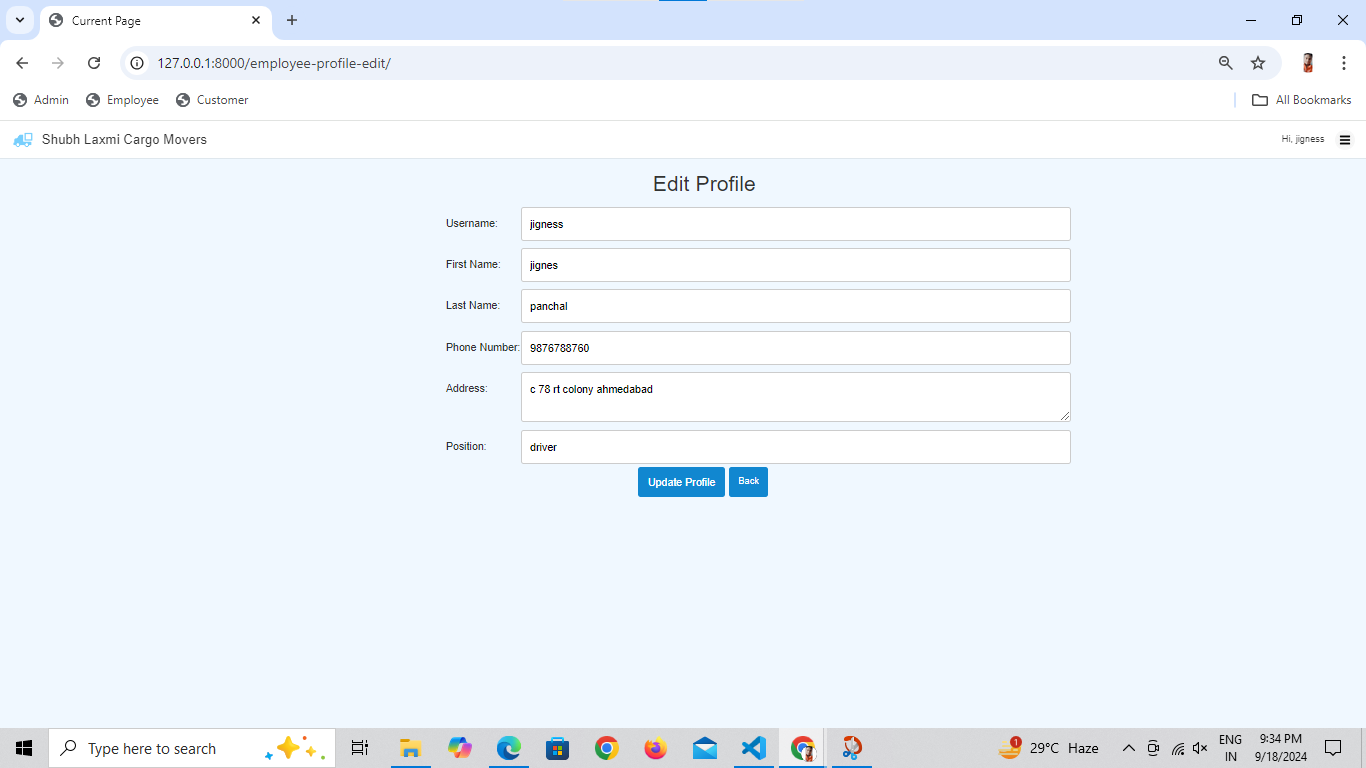 Current Page
127.0.0.1:8000/employee-profile-edit/
Admin Employee Customer All Bookmarks
Shubh Laxmi Cargo Movers Hi, jigness
Edit Profile
Username: jigness
First Name: jignes
Last Name: panchal
Phone Number: 9876788760
Address: c 78 rt colony ahmedabad
Position: driver
Update Profile Back
Type here to search 1 29°C Haze ENG 9:34 PM
IN 9/18/2024